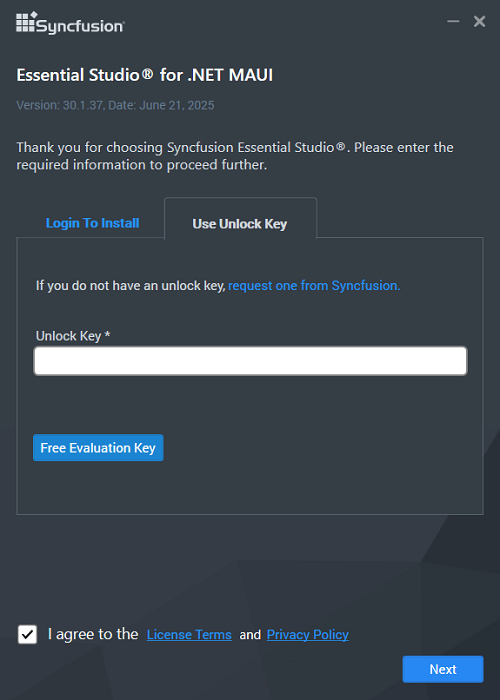 Syncfusion®
Essential Studio® for .NET MAUI
Version: 30.1.37, Date: June 21, 2025
Thank you for choosing Syncfusion Essential Studio®. Please enter the
required information to proceed further.
Login To Install
Use Unlock Key
If you do not have an unlock key, request one from Syncfusion.
Unlock Key *
Free Evaluation Key
I agree to the License Terms and Privacy Policy
Next